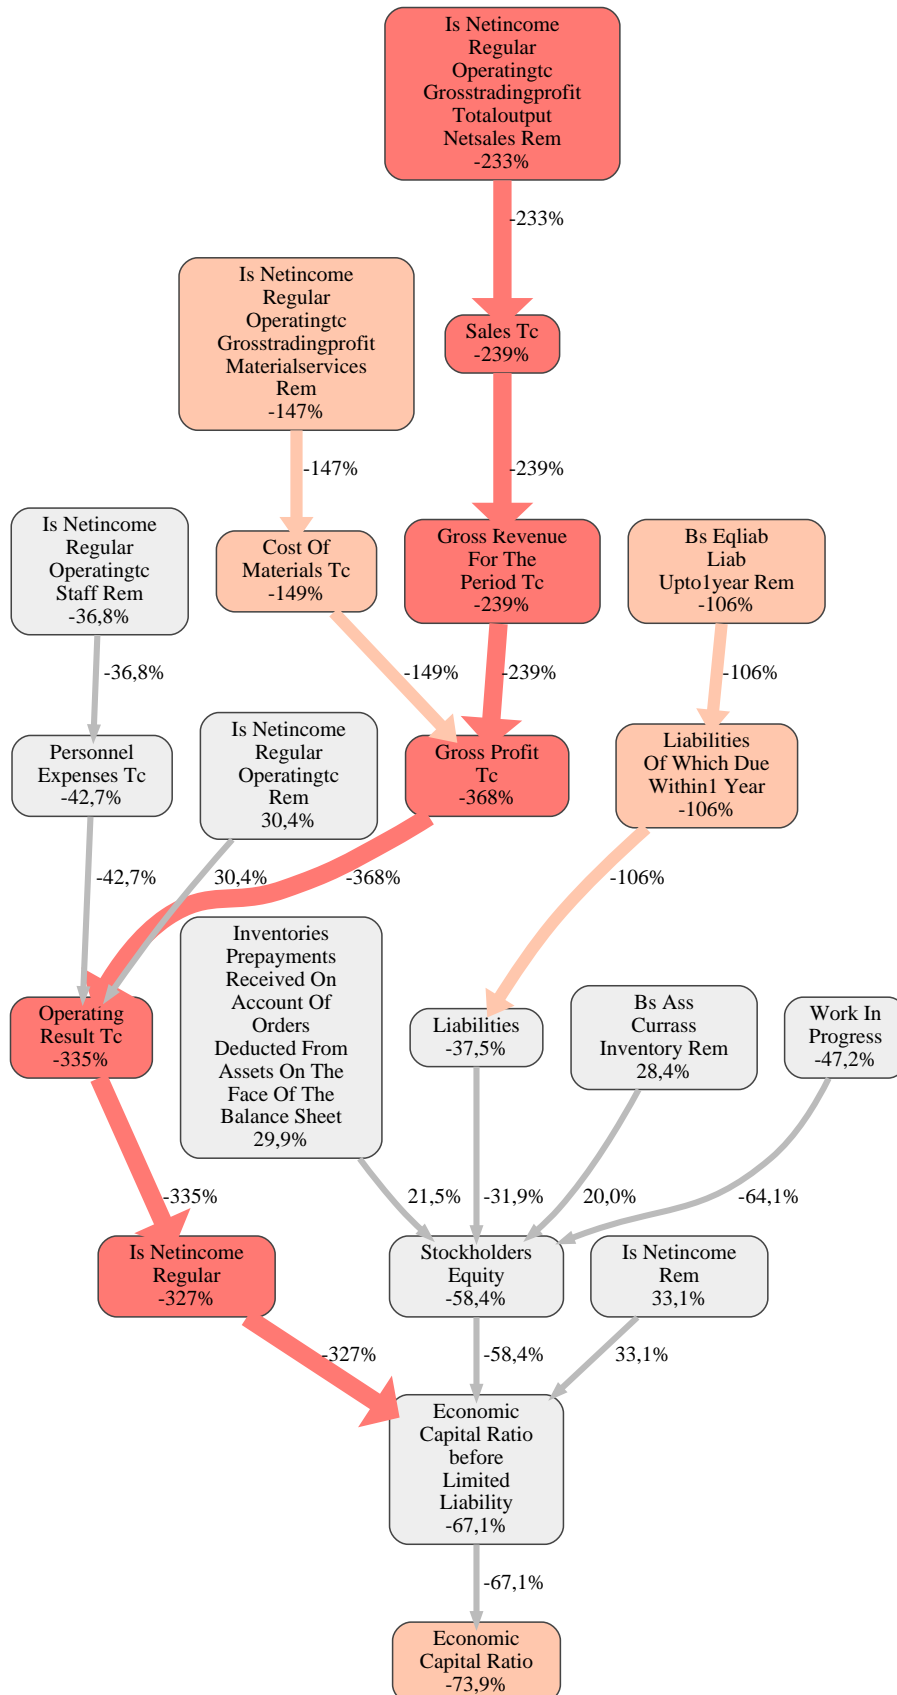 Is Netincome
Regular
Operatingtc
Grosstradingprofit
Totaloutput
Netsales Rem
-233%
-233%
Is Netincome
Regular
Operatingtc
Grosstradingprofit
Materialservices
Rem
-147%
Sales Tc
-239%
-147%
-239%
Is Netincome
Regular
Operatingtc
Staff Rem
-36,8%
Cost Of
Materials Tc
-149%
Gross Revenue
For The
Period Tc
-239%
Bs Eqliab
Liab
Upto1year Rem
-106%
-36,8%
-149%
-239%
-106%
Personnel
Expenses Tc
-42,7%
Is Netincome
Regular
Operatingtc
Rem
30,4%
Gross Profit
Tc
-368%
Liabilities
Of Which Due
Within1 Year
-106%
-42,7%
30,4%
-368%
-106%
Inventories
Prepayments
Received On
Account Of
Orders
Deducted From
Assets On The
Face Of The
Balance Sheet
29,9%
Operating
Result Tc
-335%
Liabilities
-37,5%
Bs Ass
Currass
Inventory Rem
28,4%
Work In
Progress
-47,2%
-335%
21,5%
-31,9%
20,0%
-64,1%
Is Netincome
Regular
-327%
Stockholders
Equity
-58,4%
Is Netincome
Rem
33,1%
-327%
-58,4%
33,1%
Economic
Capital Ratio
before
Limited
Liability
-67,1%
-67,1%
Economic
Capital Ratio
-73,9%